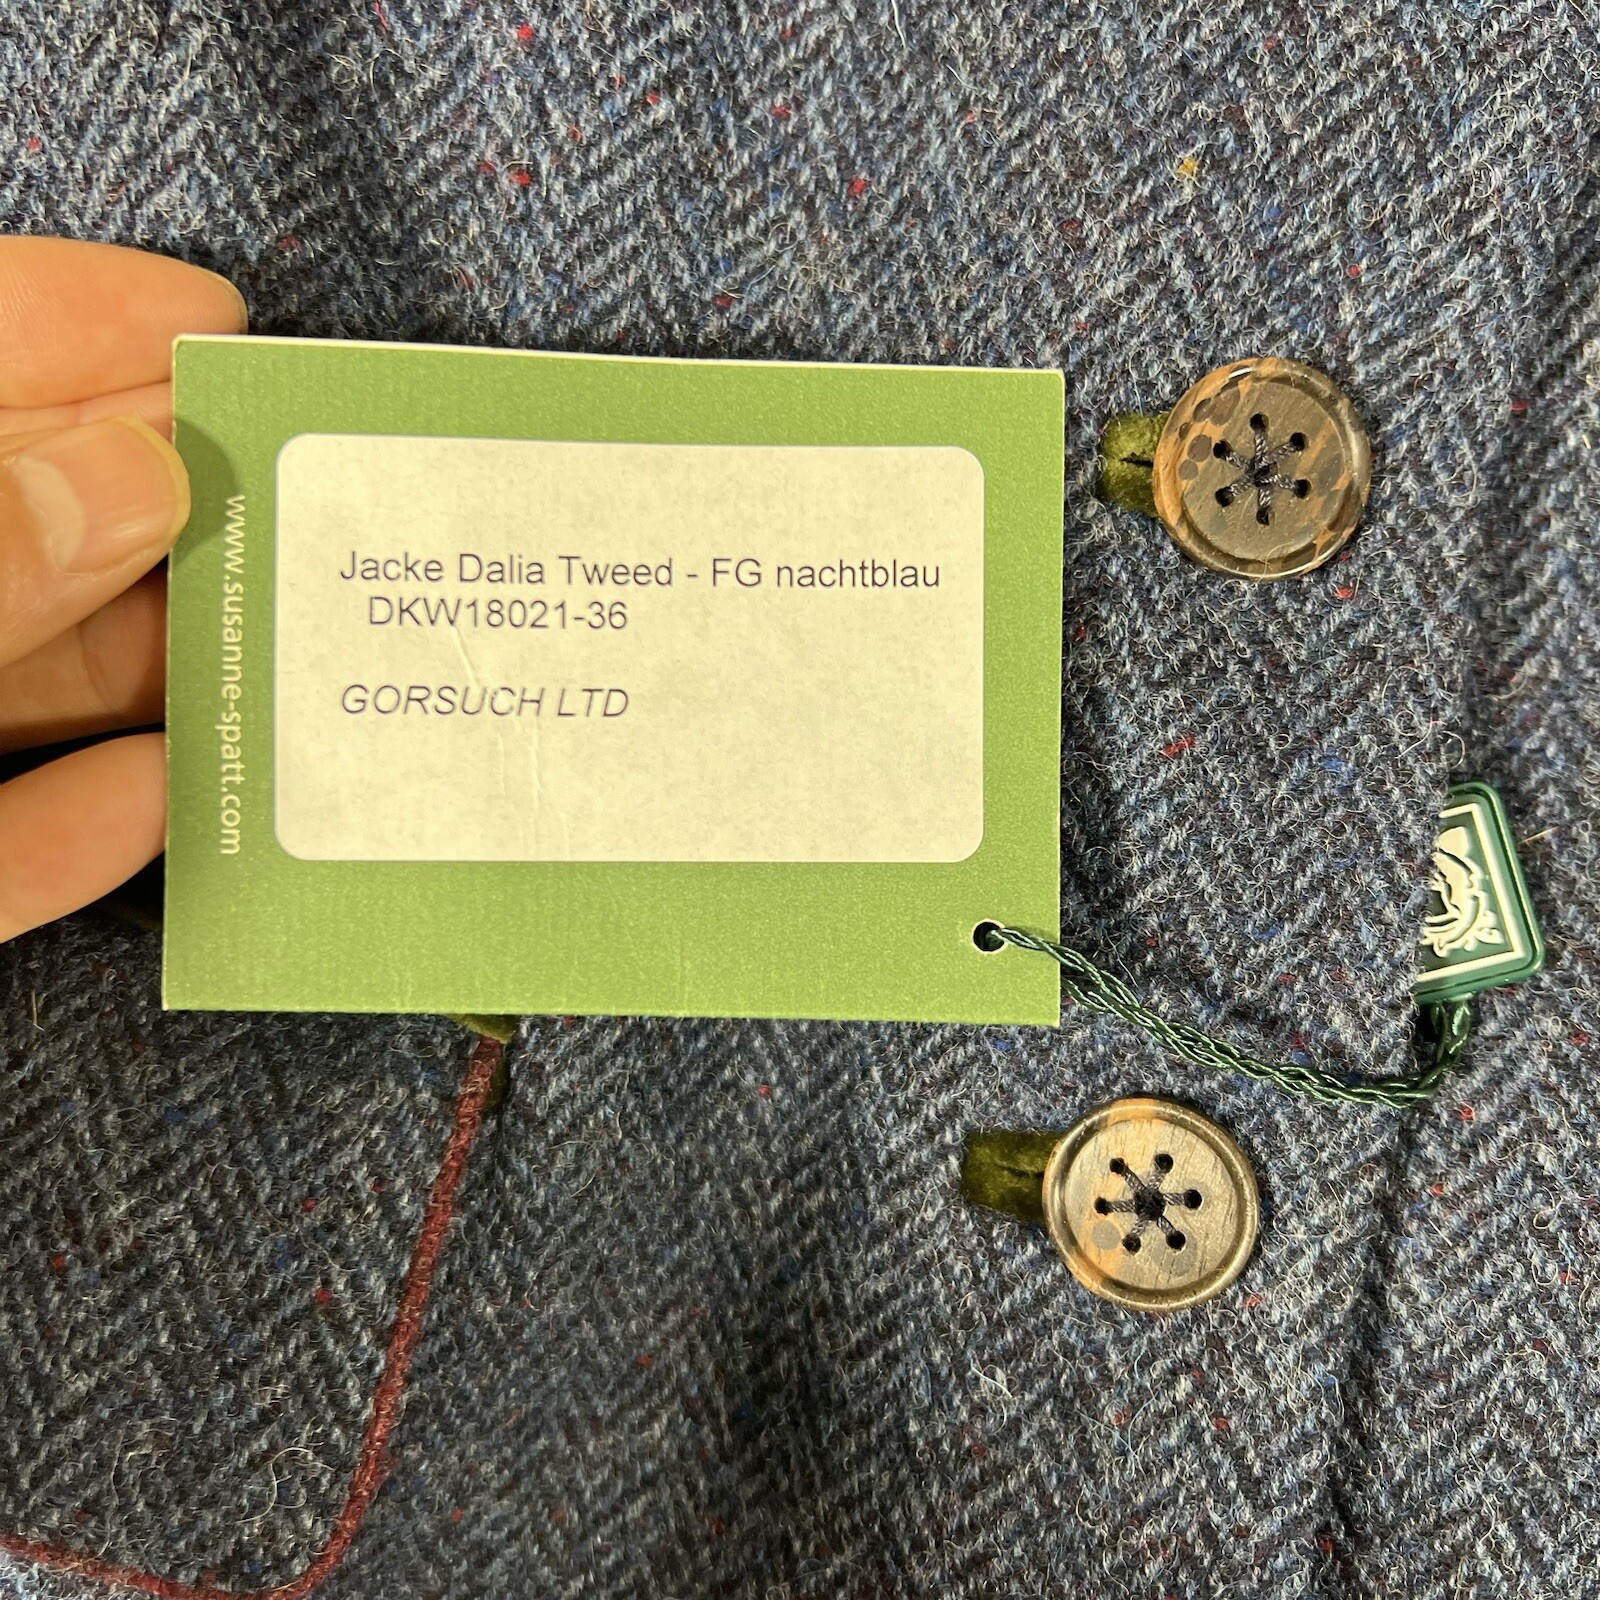 Jacke Dalia Tweed - FG nachtblau
DKW18021-36
GORSUCH LTD
www.susanne-spatt.com